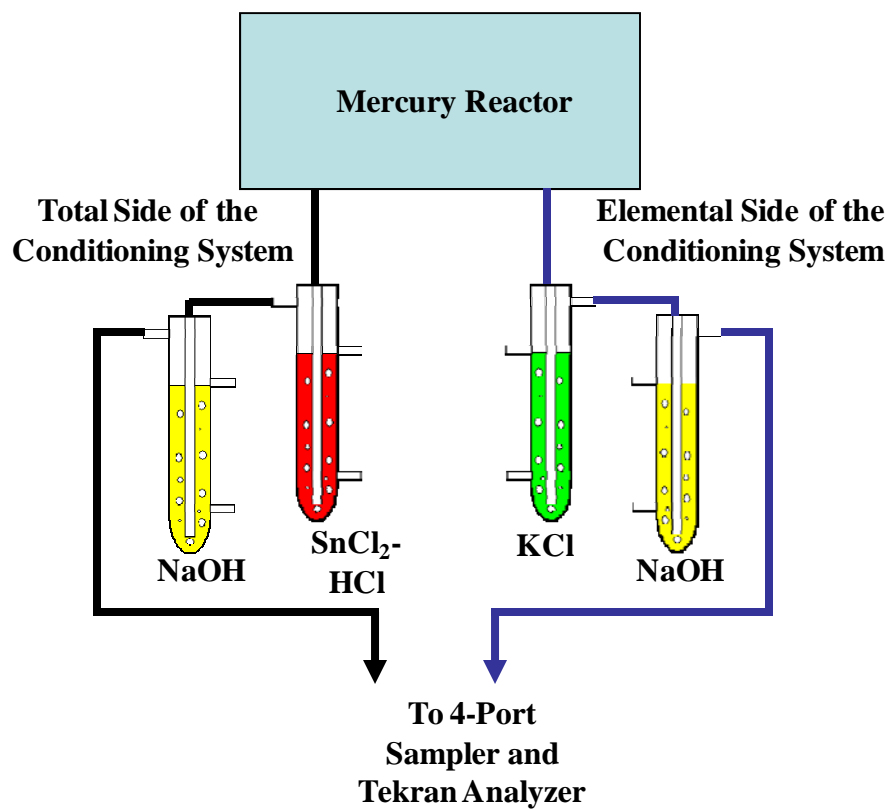 Mercury Reactor
Total Side of the
Conditioning System
Elemental Side of the
Conditioning System
NaOH
SnCl₂-
HCl
KCl
NaOH
To 4-Port
Sampler and
Tekran Analyzer